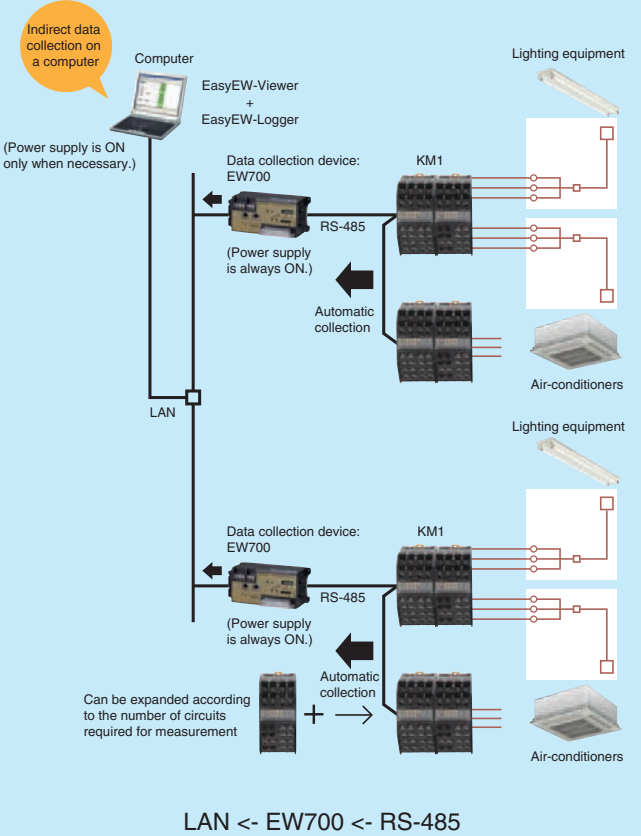 Indirect data
collection on
a computer
Computer
EasyEW-Viewer
+
EasyEW-Logger
(Power supply is ON
only when necessary.)
Lighting equipment
Data collection device:
EW700
KM1
RS-485
(Power supply
is always ON.)
Automatic
collection
Air-conditioners
LAN
Lighting equipment
Data collection device:
EW700
KM1
RS-485
(Power supply
is always ON.)
Automatic
collection
Can be expanded according
to the number of circuits
required for measurement
+
Air-conditioners
LAN <- EW700 <- RS-485